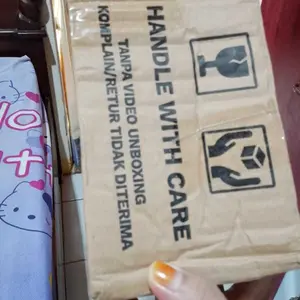 HANDLE WITH CARE
TANPA VIDEO UNBOXING
KOMPLAIN/RETUR TIDAK DITERIMA